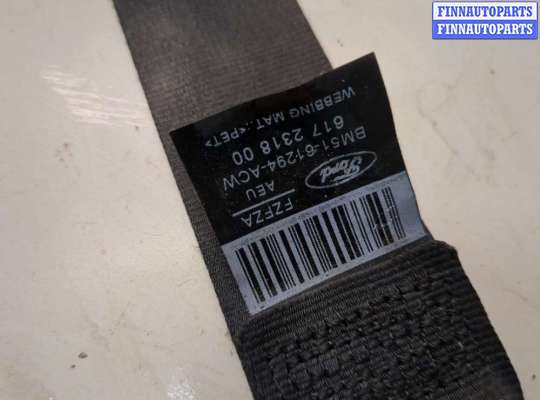 FINNAUTOPARTS
FINNAUTOPARTS
FZFZA
AEU
Ford
BM51-61294-ACW
617 2318 00
WEBBING MAT..<PET>